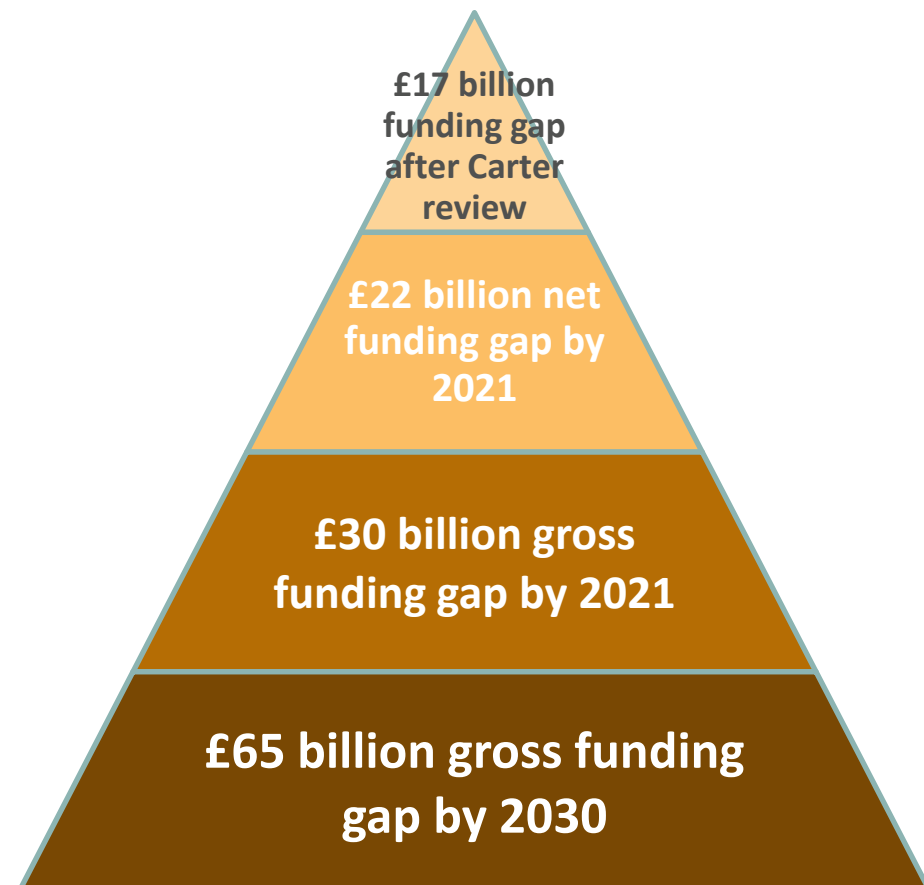 £17 billion
funding gap
after Carter
review
£22 billion net
funding gap by
2021
£30 billion gross
funding gap by 2021
£65 billion gross funding
gap by 2030